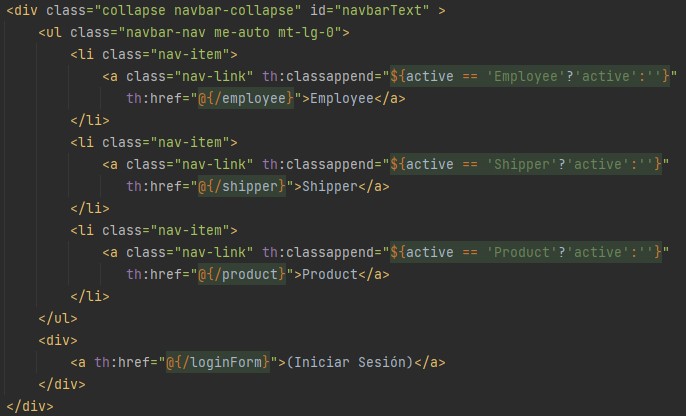 <div class="collapse navbar-collapse" id="navbarText" >
    <ul class="navbar-nav me-auto mt-lg-0">
        <li class="nav-item">
            <a class="nav-link" th:classappend="${active == 'Employee'?'active':''}"
               th:href="@{/employee}">Employee</a>
        </li>
        <li class="nav-item">
            <a class="nav-link" th:classappend="${active == 'Shipper'?'active':''}"
               th:href="@{/shipper}">Shipper</a>
        </li>
        <li class="nav-item">
            <a class="nav-link" th:classappend="${active == 'Product'?'active':''}"
               th:href="@{/product}">Product</a>
        </li>
    </ul>
    <div>
        <a th:href="@{/loginForm}">(Iniciar Sesión)</a>
    </div>
</div>